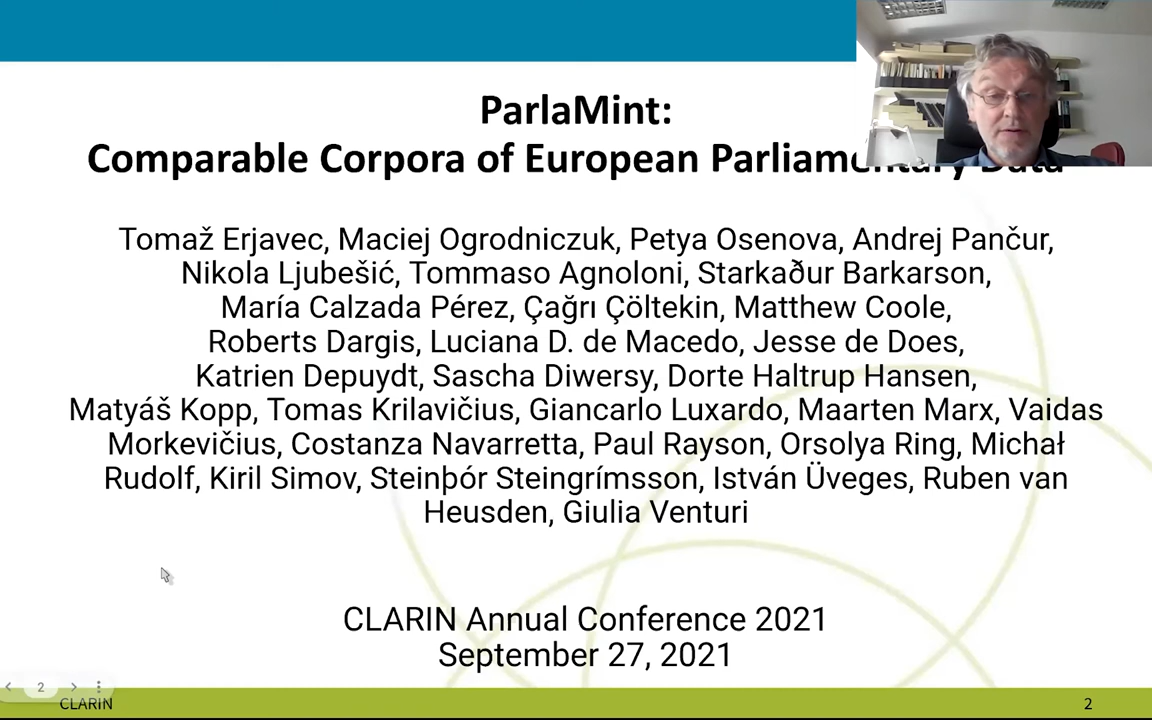 ParlaMint:
Comparable Corpora of European Parliamentary Data
Tomaž Erjavec, Maciej Ogrodniczuk, Petya Osenova, Andrej Pančur,
Nikola Ljubešić, Tommaso Agnoloni, Starkaður Barkarson,
María Calzada Pérez, Çağrı Çöltekin, Matthew Coole,
Roberts Dargis, Luciana D. de Macedo, Jesse de Does,
Katrien Depuydt, Sascha Diwersy, Dorte Haltrup Hansen,
Matyáš Kopp, Tomas Krilavičius, Giancarlo Luxardo, Maarten Marx, Vaidas
Morkevičius, Costanza Navarretta, Paul Rayson, Orsolya Ring, Michał
Rudolf, Kiril Simov, Steinþór Steingrímsson, István Üveges, Ruben van
Heusden, Giulia Venturi
CLARIN Annual Conference 2021
September 27, 2021
2
CLARIN
2